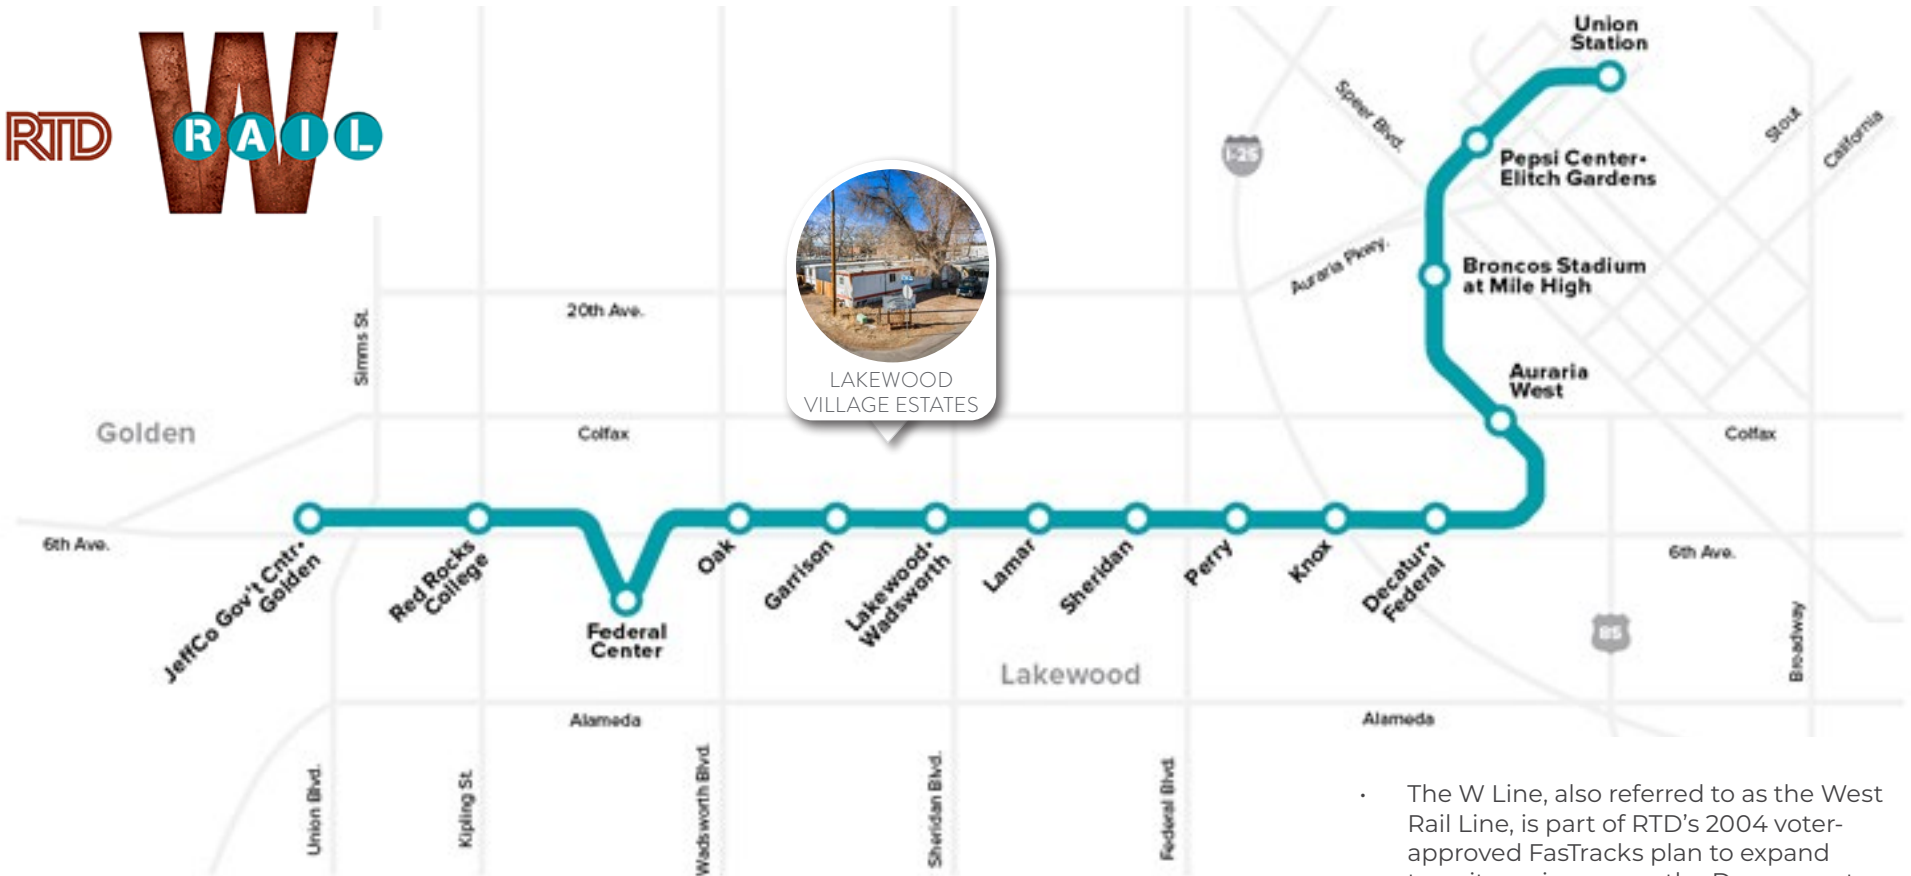 RTD
W
RAIL
Union
Station
Speer Blvd.
Stout
California
I-25
Pepsi Center•
Elitch Gardens
Auraria Pkwy.
Broncos Stadium
at Mile High
20th Ave.
Simms St.
LAKEWOOD
VILLAGE ESTATES
Auraria
West
Golden
Colfax
Colfax
6th Ave.
6th Ave.
JeffCo Gov't Cntr•
Golden
Red Rocks
College
Federal
Center
Oak
Garrison
Lakewood•
Wadsworth
Lamar
Sheridan
Perry
Knox
Decatur•
Federal
85
Broadway
Lakewood
Alameda
Alameda
Union Blvd.
Kipling St.
Wadsworth Blvd.
Sheridan Blvd.
Federal Blvd.
• The W Line, also referred to as the West
Rail Line, is part of RTD’s 2004 voter-
approved FasTracks plan to expand